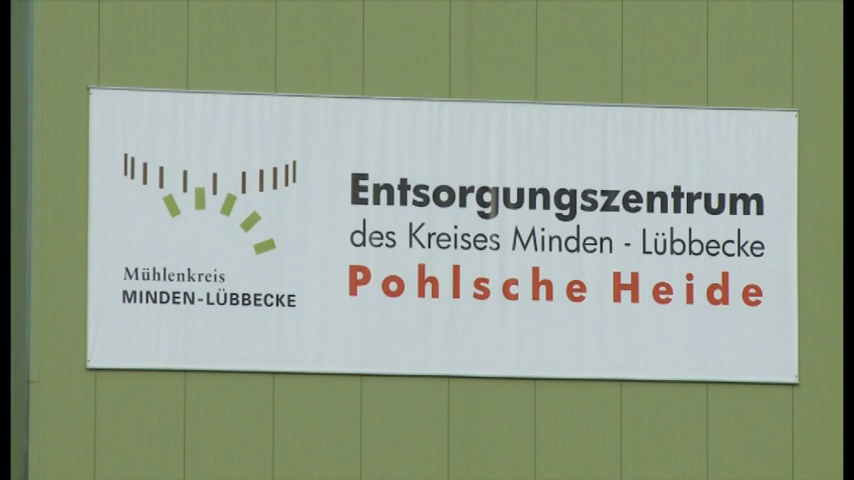 Mühlenkreis
MINDEN-LÜBBECKE
Entsorgungszentrum
des Kreises Minden - Lübbecke
Pohlsche Heide